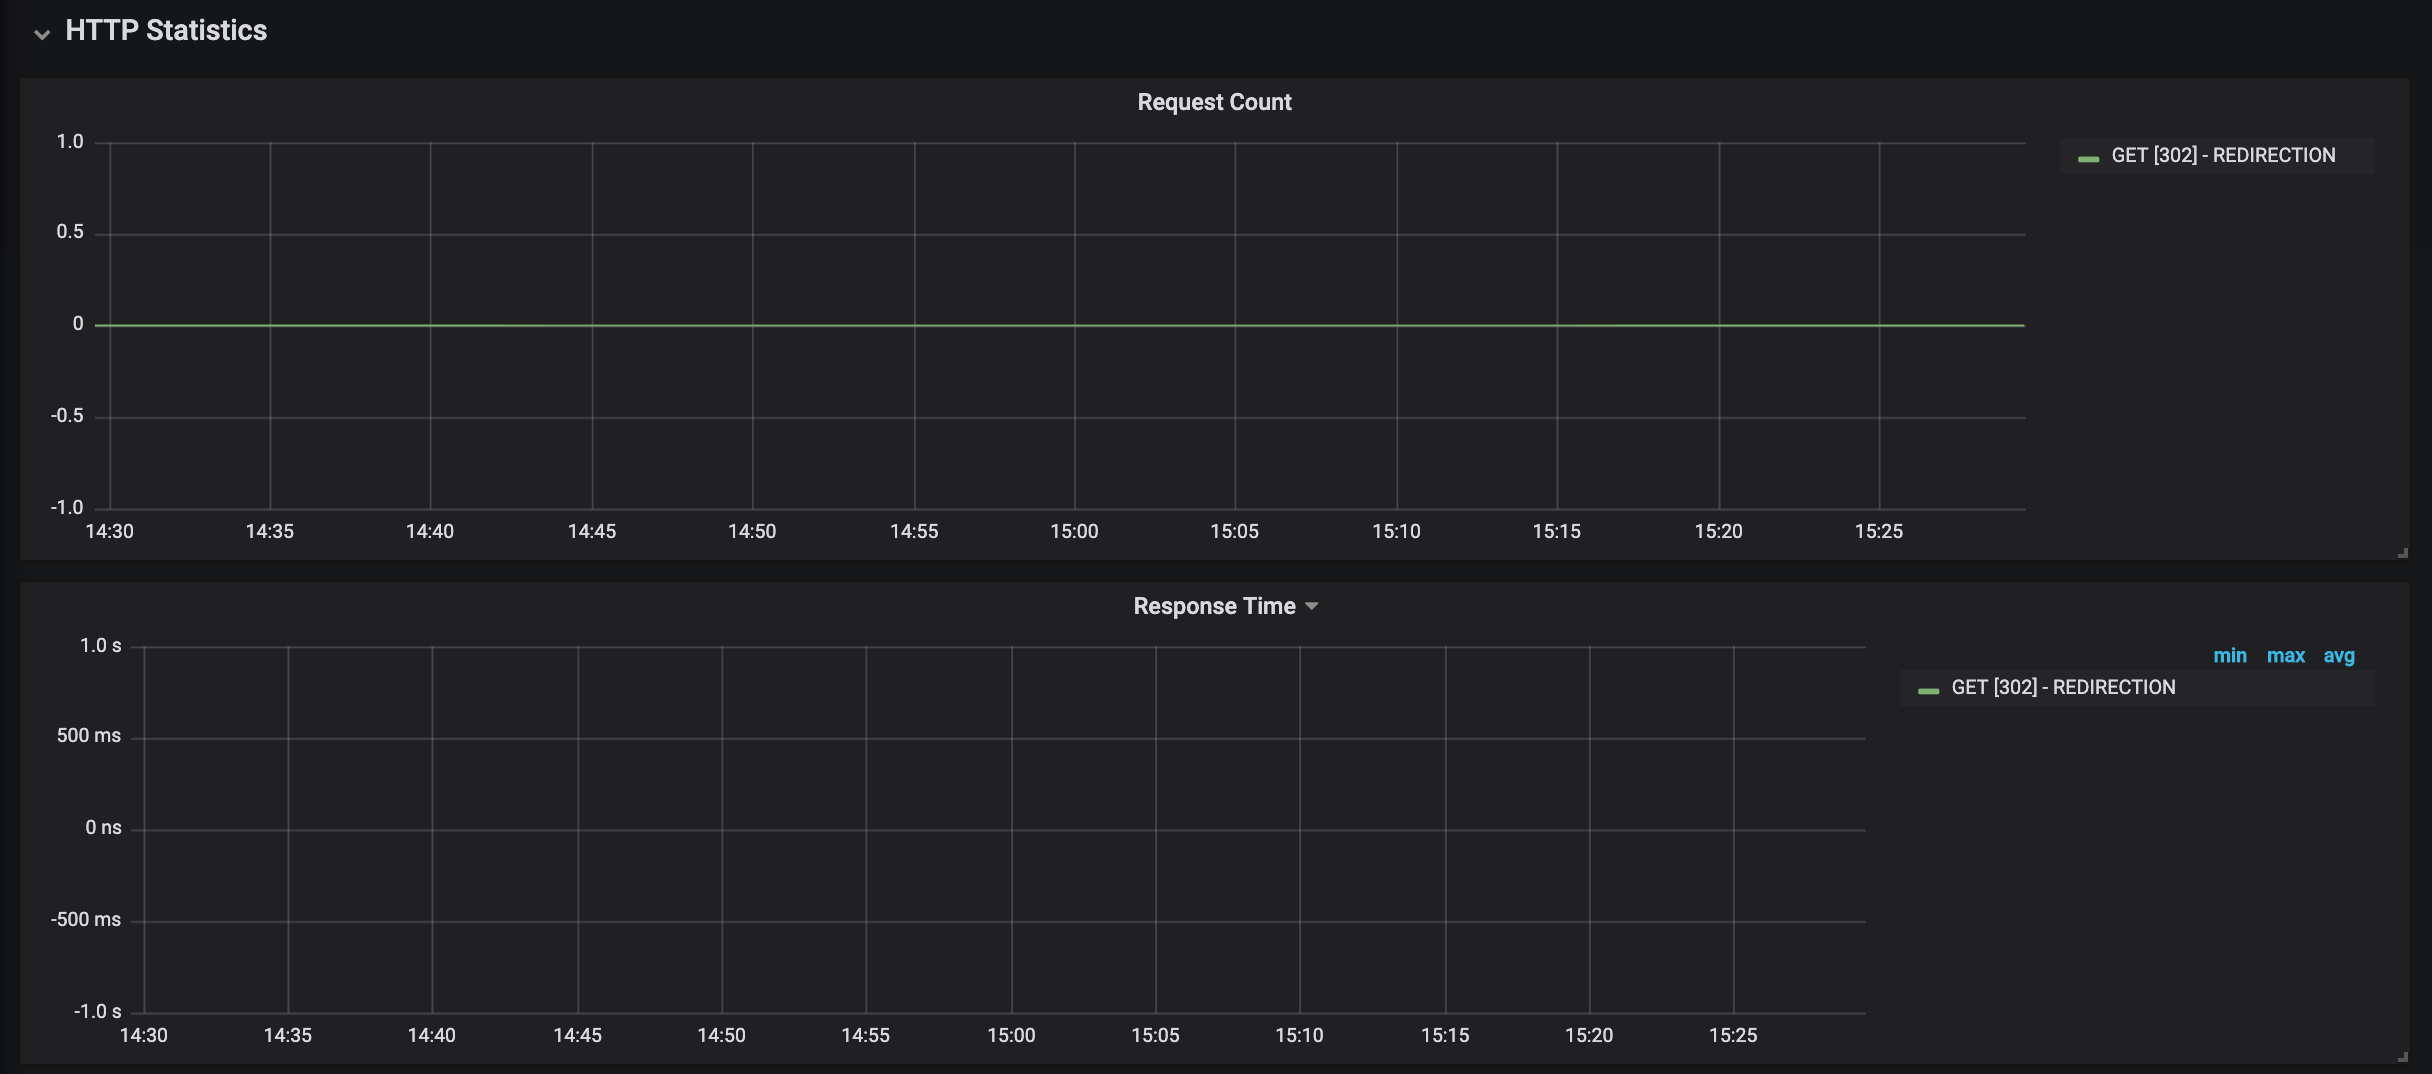 HTTP Statistics
Request Count
1.0
0.5
0
-0.5
-1.0
14:30 14:35 14:40 14:45 14:50 14:55 15:00 15:05 15:10 15:15 15:20 15:25
GET [302] - REDIRECTION
Response Time
1.0 s
500 ms
0 ns
-500 ms
-1.0 s
14:30 14:35 14:40 14:45 14:50 14:55 15:00 15:05 15:10 15:15 15:20 15:25
min max avg
GET [302] - REDIRECTION